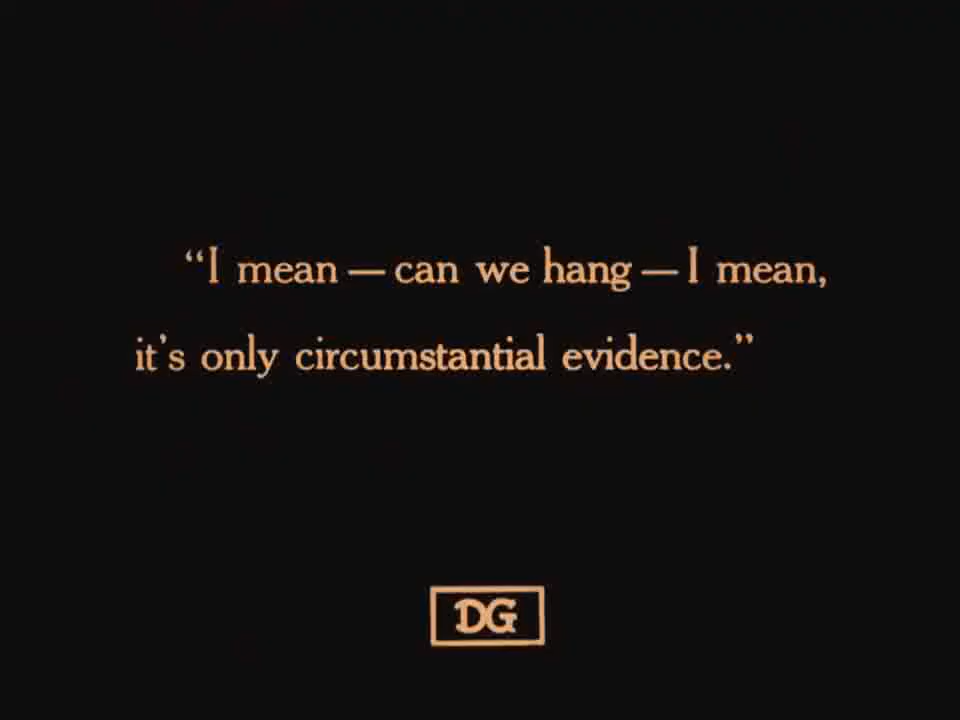 “I mean — can we hang — I mean,
it's only circumstantial evidence.”
DG